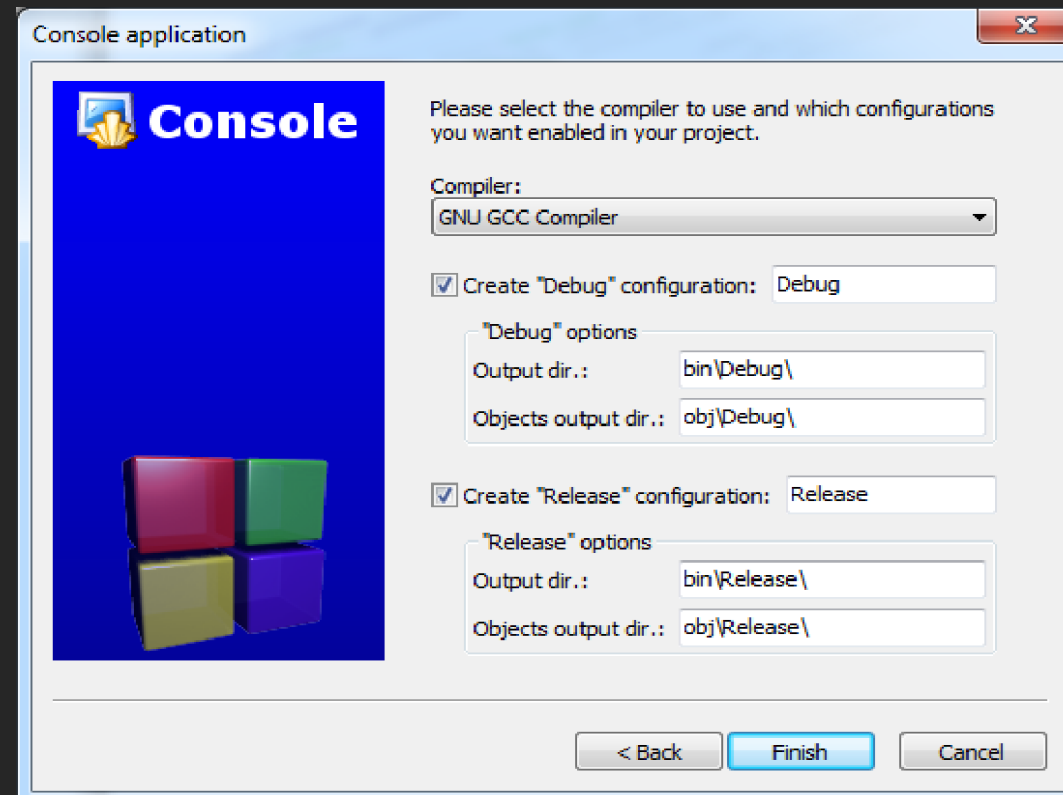 Console application
Console
Please select the compiler to use and which configurations
you want enabled in your project.
Compiler:
GNU GCC Compiler
Create "Debug" configuration: Debug
"Debug" options
Output dir.: bin\Debug\
Objects output dir.: obj\Debug\
Create "Release" configuration: Release
"Release" options
Output dir.: bin\Release\
Objects output dir.: obj\Release\
< Back Finish Cancel